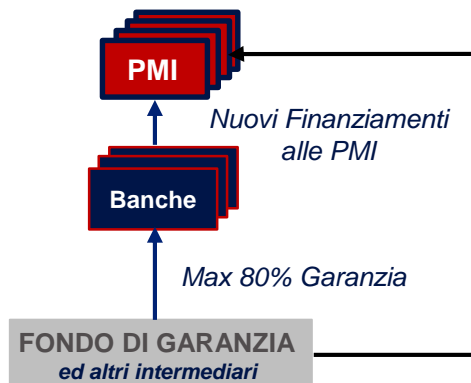 PMI
Nuovi Finanziamenti
alle PMI
Banche
Max 80% Garanzia
FONDO DI GARANZIA
ed altri intermediari